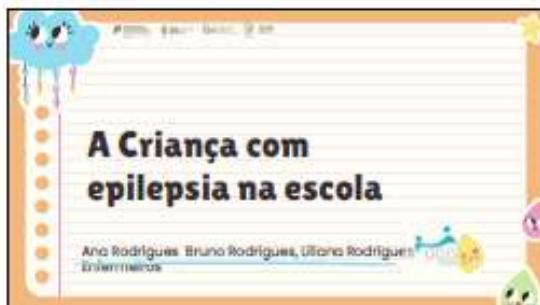 A Criança com
epilepsia na escola
Ana Rodrigues Bruno Rodrigues, Liliana Rodrigues
Enfermeiros